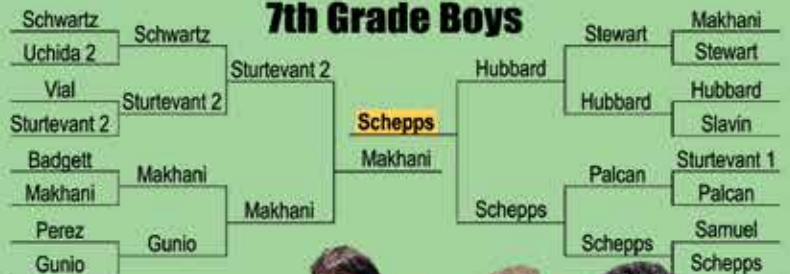 7th Grade Boys
Schwartz
Uchida 2
Vial
Sturtevant 2
Badgett
Makhani
Perez
Gunio
Schwartz
Sturtevant 2
Makhani
Gunio
Sturtevant 2
Makhani
Schepps
Makhani
Hubbard
Schepps
Stewart
Hubbard
Palcan
Schepps
Makhani
Stewart
Hubbard
Slavin
Sturtevant 1
Palcan
Samuel
Schepps